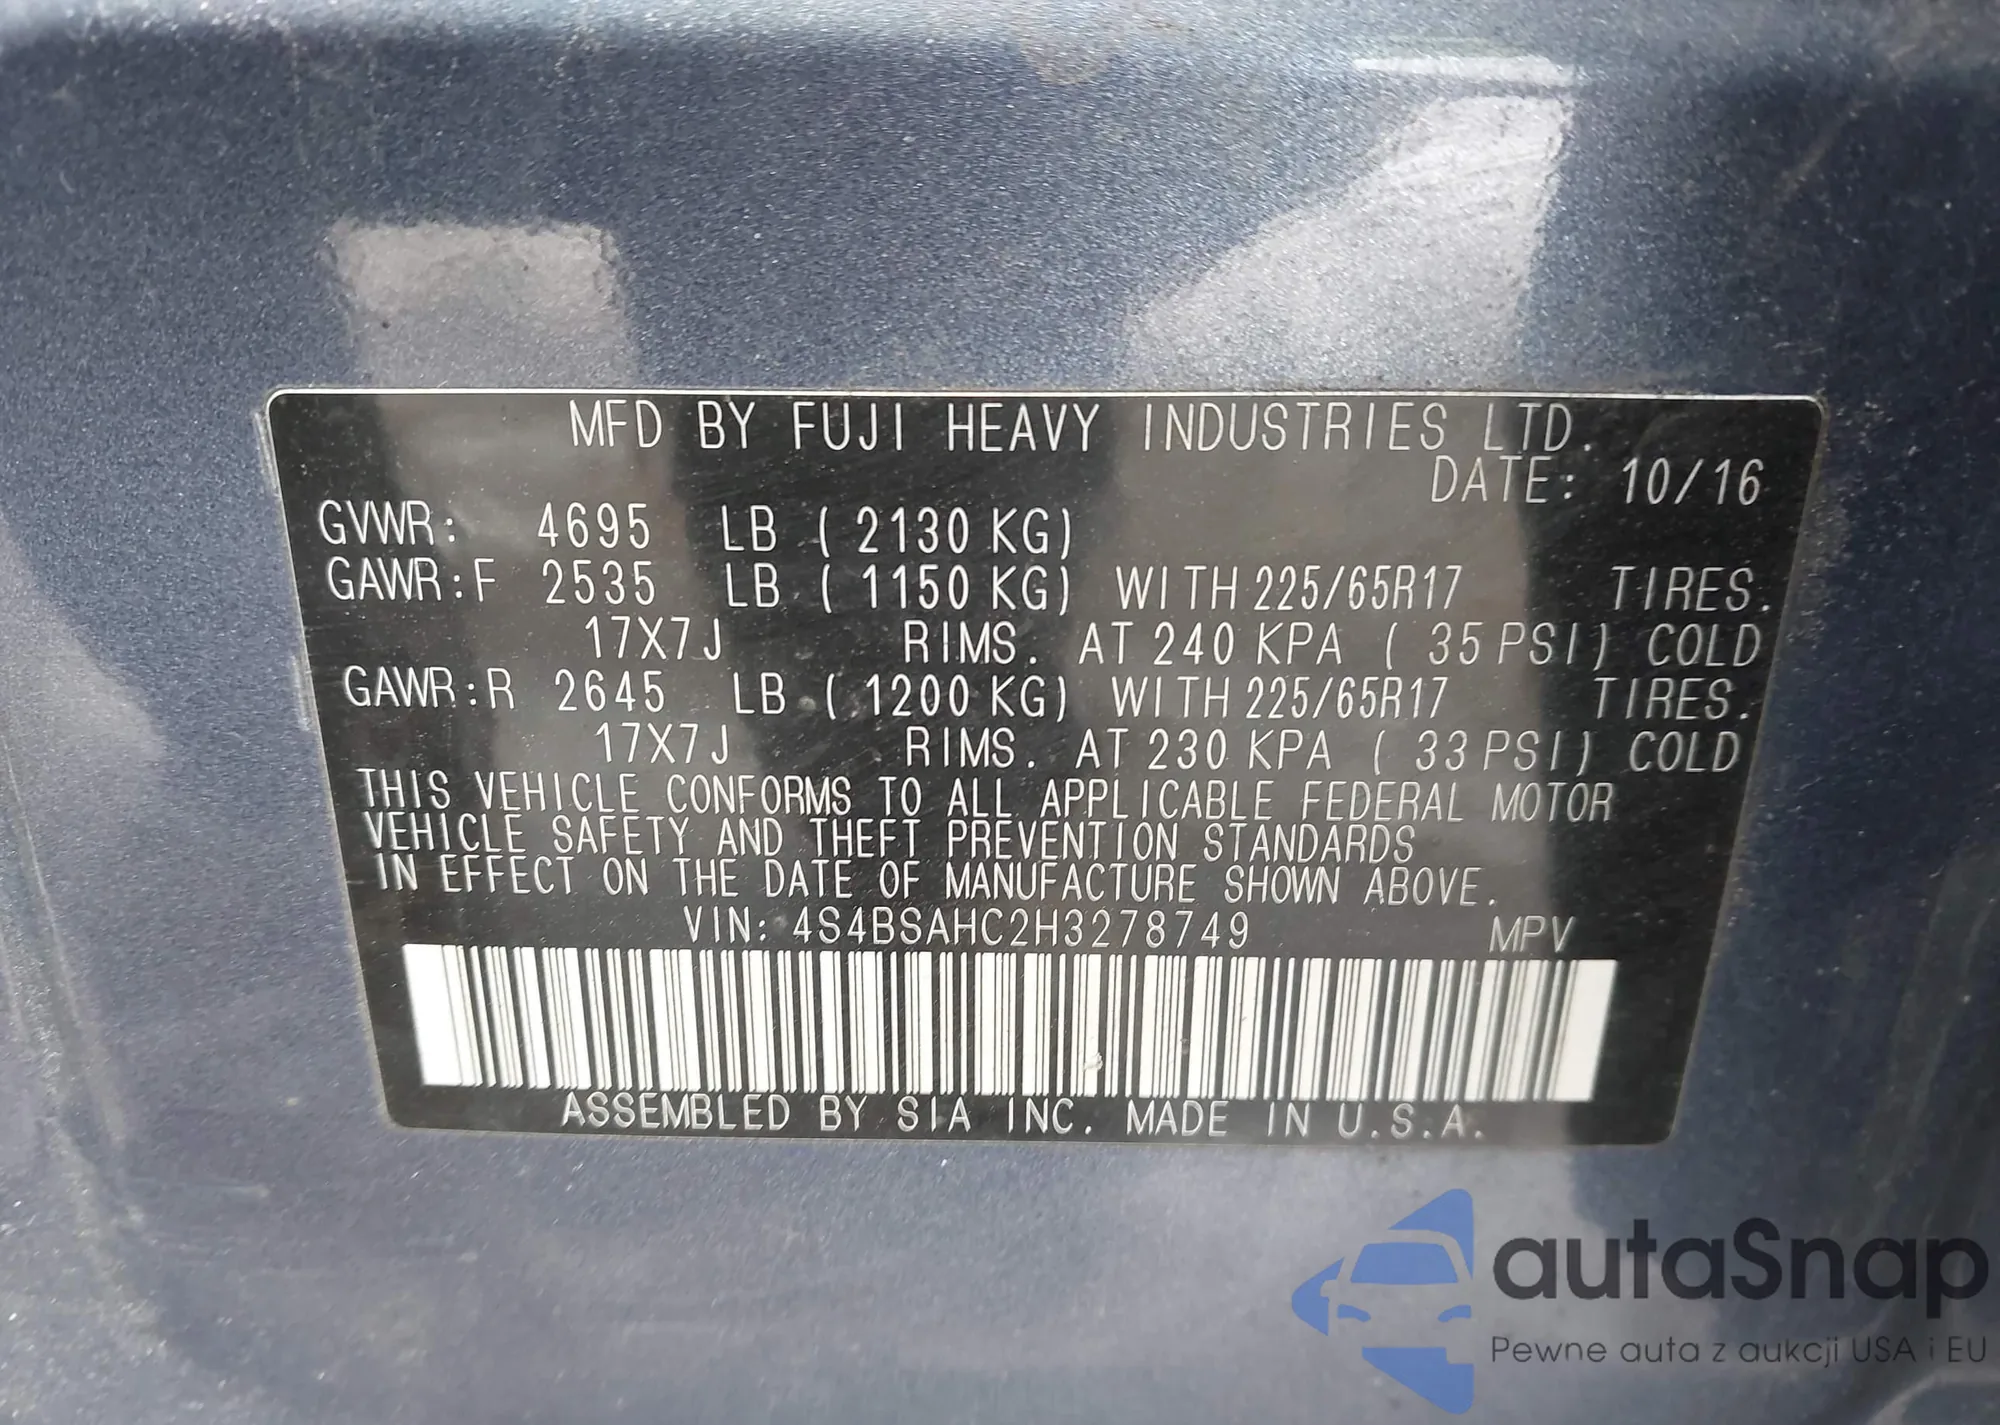 MFD BY FUJI HEAVY INDUSTRIES LTD.
DATE: 10/16
GVWR: 4695 LB ( 2130 KG)
GAWR:F 2535 LB ( 1150 KG) WITH 225/65R17 TIRES.
17X7J RIMS. AT 240 KPA ( 35 PSI) COLD
GAWR:R 2645 LB ( 1200 KG) WITH 225/65R17 TIRES.
17X7J RIMS. AT 230 KPA ( 33 PSI) COLD
THIS VEHICLE CONFORMS TO ALL APPLICABLE FEDERAL MOTOR
VEHICLE SAFETY AND THEFT PREVENTION STANDARDS
IN EFFECT ON THE DATE OF MANUFACTURE SHOWN ABOVE.
VIN: 4S4BSAHC2H3278749 MPV
ASSEMBLED BY SIA INC. MADE IN U.S.A.
autaSnap
Pewne auta z aukcji USA i EU